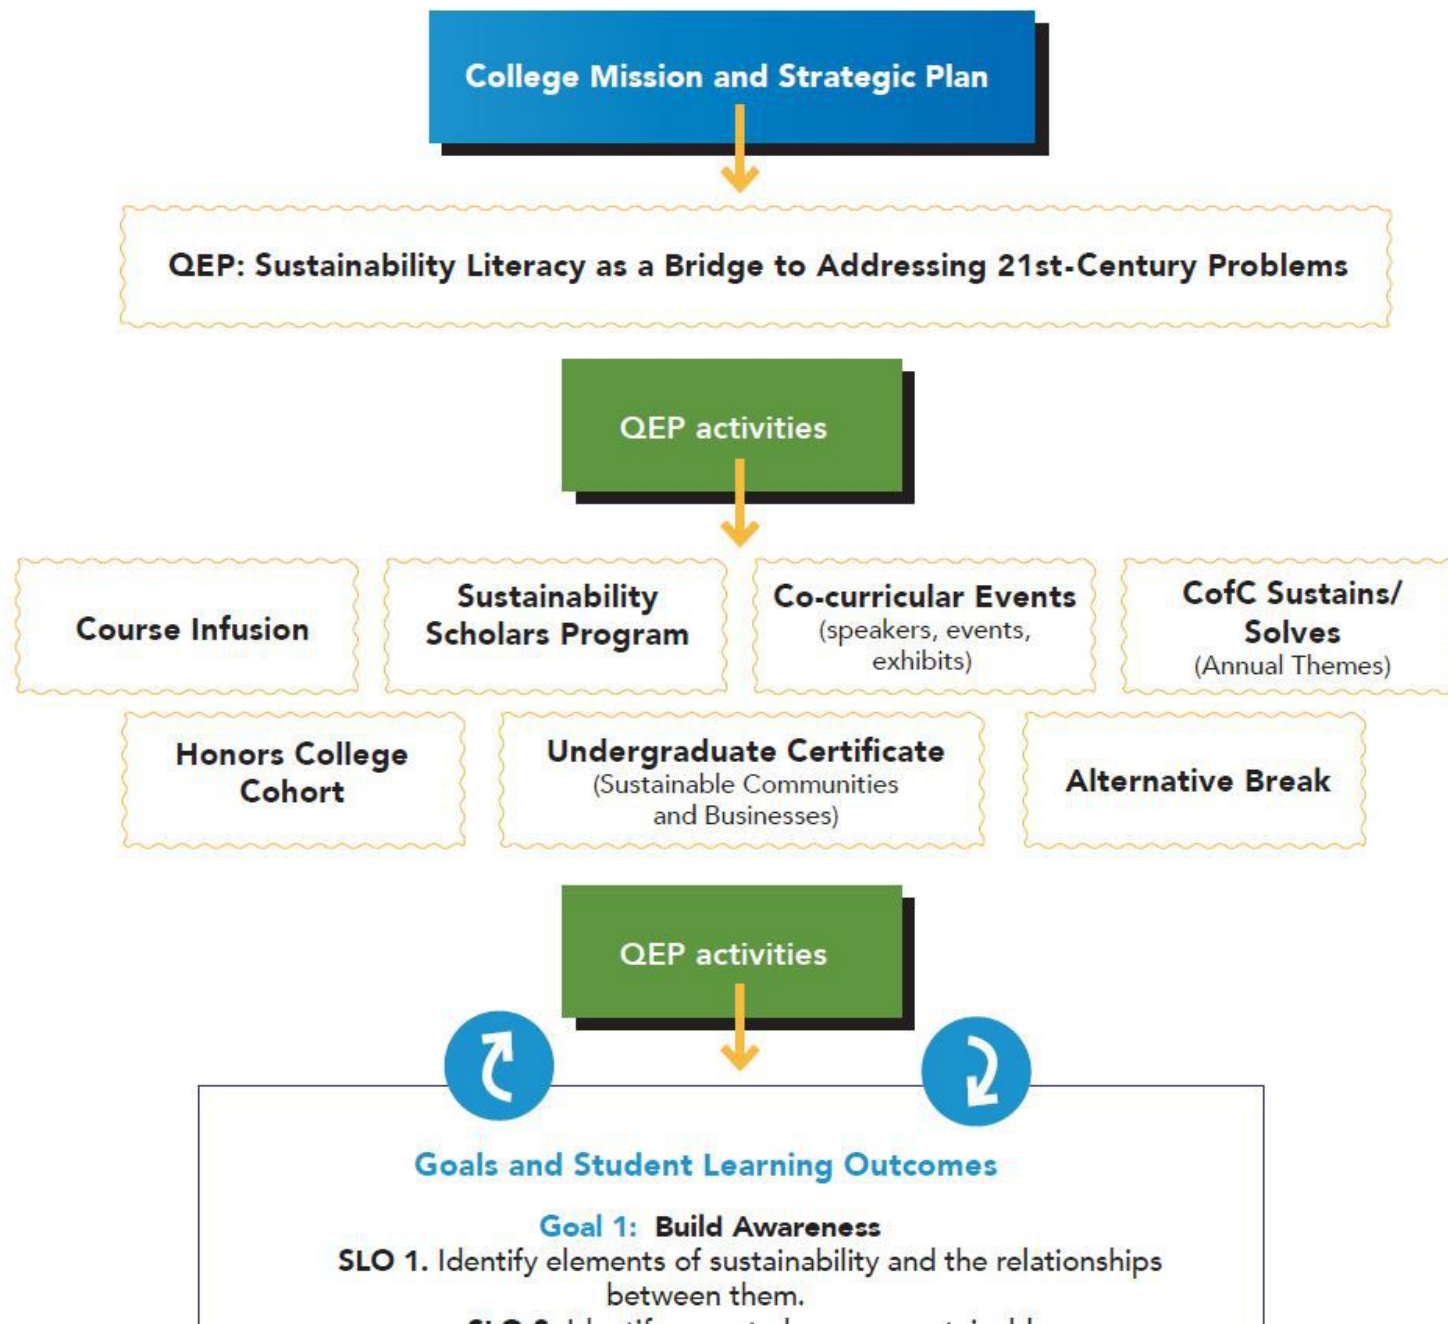 College Mission and Strategic Plan
QEP: Sustainability Literacy as a Bridge to Addressing 21st-Century Problems
QEP activities
Course Infusion
Sustainability
Scholars Program
Co-curricular Events
(speakers, events,
exhibits)
CofC Sustains/
Solves
(Annual Themes)
Honors College
Cohort
Undergraduate Certificate
(Sustainable Communities
and Businesses)
Alternative Break
QEP activities
Goals and Student Learning Outcomes
Goal 1: Build Awareness
SLO 1. Identify elements of sustainability and the relationships
between them.